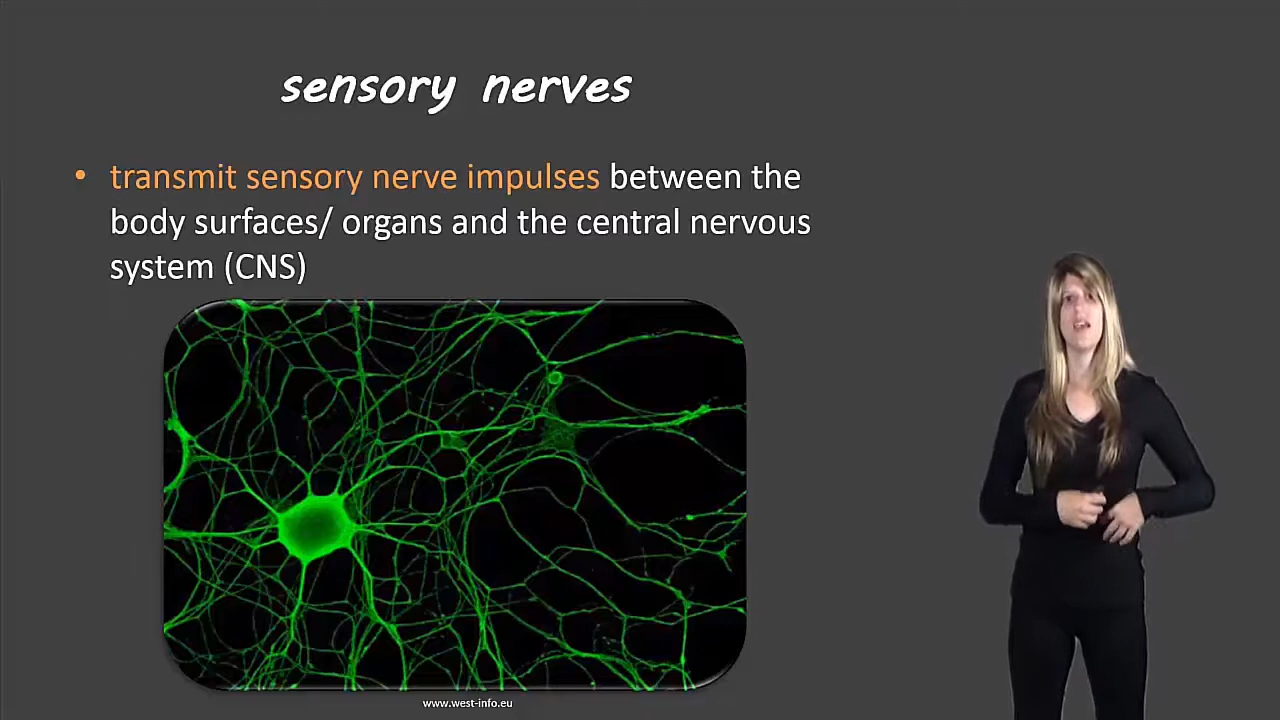 sensory nerves
• transmit sensory nerve impulses between the
body surfaces/ organs and the central nervous
system (CNS)
www.west-info.eu